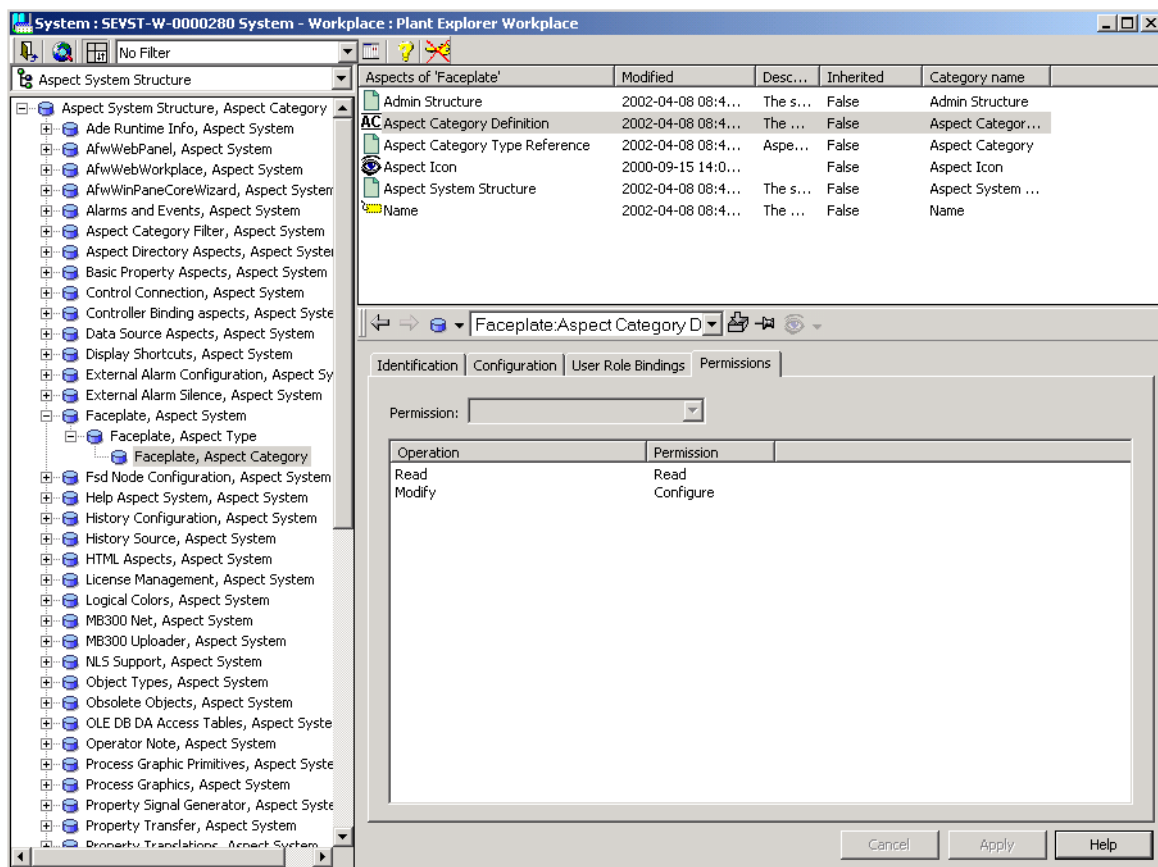 System : SEVST-W-0000280 System - Workplace : Plant Explorer Workplace
No Filter
Aspect System Structure
Aspect System Structure, Aspect Category
Ade Runtime Info, Aspect System
AfwWebPanel, Aspect System
AfwWebWorkplace, Aspect System
AfwWinPaneCoreWizard, Aspect System
Alarms and Events, Aspect System
Aspect Category Filter, Aspect System
Aspect Directory Aspects, Aspect System
Basic Property Aspects, Aspect System
Control Connection, Aspect System
Controller Binding aspects, Aspect Syste
Data Source Aspects, Aspect System
Display Shortcuts, Aspect System
External Alarm Configuration, Aspect Sy
External Alarm Silence, Aspect System
Faceplate, Aspect System
Faceplate, Aspect Type
Faceplate, Aspect Category
Fsd Node Configuration, Aspect System
Help Aspect System, Aspect System
History Configuration, Aspect System
History Source, Aspect System
HTML Aspects, Aspect System
License Management, Aspect System
Logical Colors, Aspect System
MB300 Net, Aspect System
MB300 Uploader, Aspect System
NLS Support, Aspect System
Object Types, Aspect System
Obsolete Objects, Aspect System
OLE DB DA Access Tables, Aspect Syste
Operator Note, Aspect System
Process Graphic Primitives, Aspect Syste
Process Graphics, Aspect System
Property Signal Generator, Aspect Syste
Property Transfer, Aspect System
Property Translations, Aspect System
Aspects of 'Faceplate' Modified Desc... Inherited Category name
Admin Structure 2002-04-08 08:4... The s... False Admin Structure
AC Aspect Category Definition 2002-04-08 08:4... The ... False Aspect Categor...
Aspect Category Type Reference 2002-04-08 08:4... Aspe... False Aspect Category
Aspect Icon 2000-09-15 14:0... False Aspect Icon
Aspect System Structure 2002-04-08 08:4... The s... False Aspect System ...
Name 2002-04-08 08:4... The ... False Name
Faceplate:Aspect Category D
Identification Configuration User Role Bindings Permissions
Permission:
Operation Permission
Read Read
Modify Configure
Cancel Apply Help